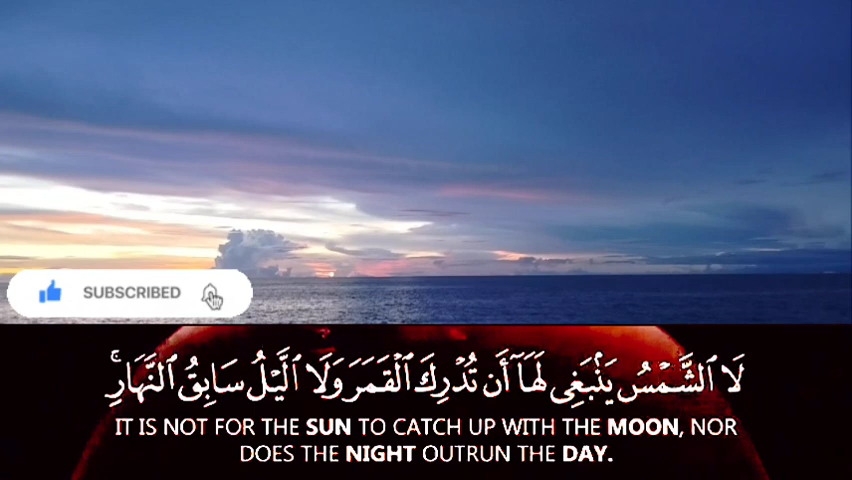 SUBSCRIBED
لَا ٱلشَّمْسُ يَنۢبَغِى لَهَآ أَن تُدْرِكَ ٱلْقَمَرَ وَلَا ٱلَّيْلُ سَابِقُ ٱلنَّهَارِ ۚ
IT IS NOT FOR THE SUN TO CATCH UP WITH THE MOON, NOR
DOES THE NIGHT OUTRUN THE DAY.